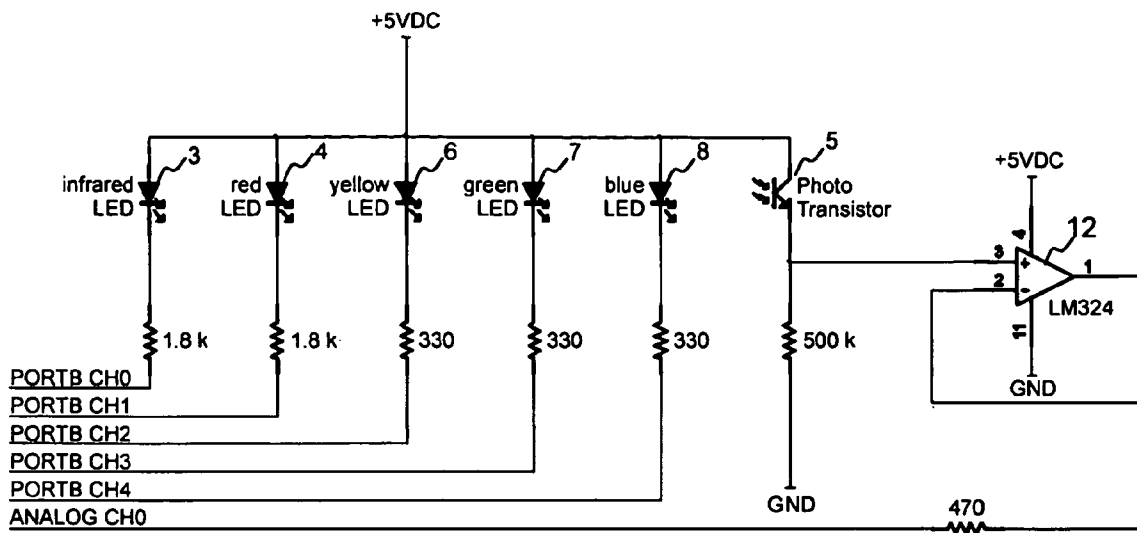 +5VDC
3
4
6
7
8
5
infrared
LED
red
LED
yellow
LED
green
LED
blue
LED
Photo
Transistor
+5VDC
4
12
3
+
1
2
-
LM324
11
1.8 k
1.8 k
330
330
330
500 k
GND
PORTB CH0
PORTB CH1
PORTB CH2
PORTB CH3
PORTB CH4
GND
470
ANALOG CH0